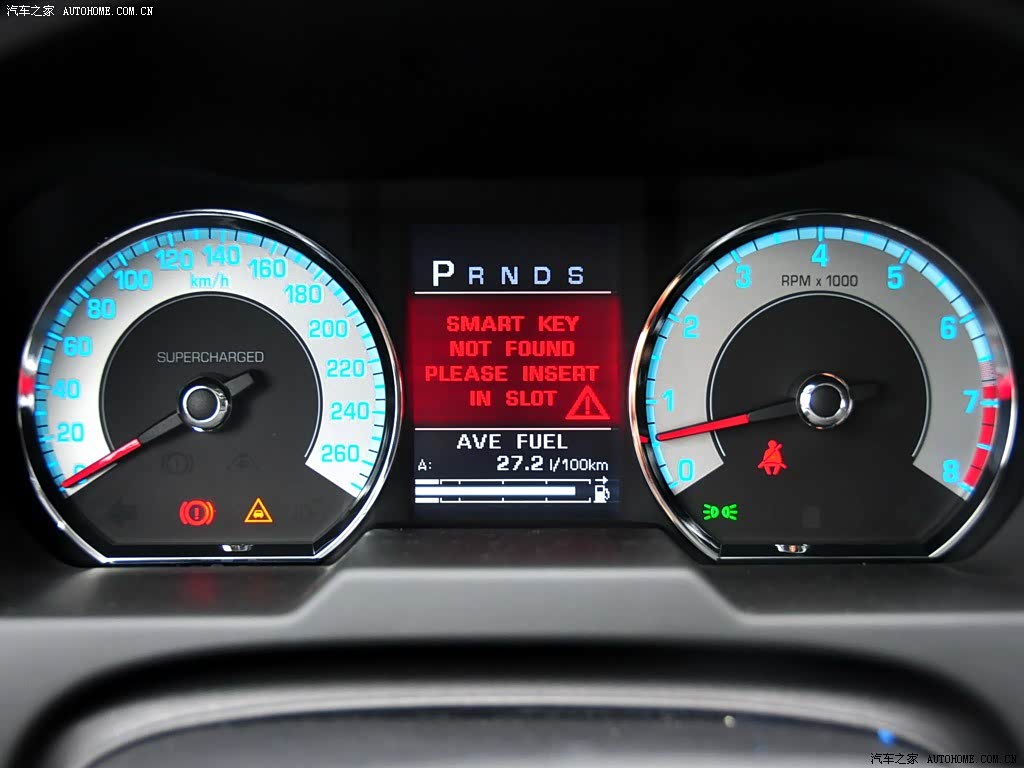 汽车之家 AUTOHOME.COM.CN
0
20
40
60
80
100
120
140
160
180
200
220
240
260
km/h
SUPERCHARGED
P R N D S
SMART KEY
NOT FOUND
PLEASE INSERT
IN SLOT
AVE FUEL
A: 27.2 l/100km
0
1
2
3
4
5
6
7
8
RPM x 1000
汽车之家 AUTOHOME.COM.CN